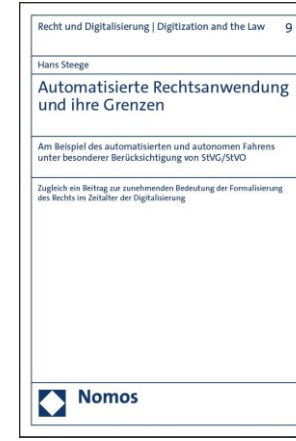 Recht und Digitalisierung | Digitization and the Law 9
Hans Steege
Automatisierte Rechtsanwendung
und ihre Grenzen
Am Beispiel des automatisierten und autonomen Fahrens
unter besonderer Berücksichtigung von StVG/StVO
Zugleich ein Beitrag zur zunehmenden Bedeutung der Formalisierung
des Rechts im Zeitalter der Digitalisierung
Nomos